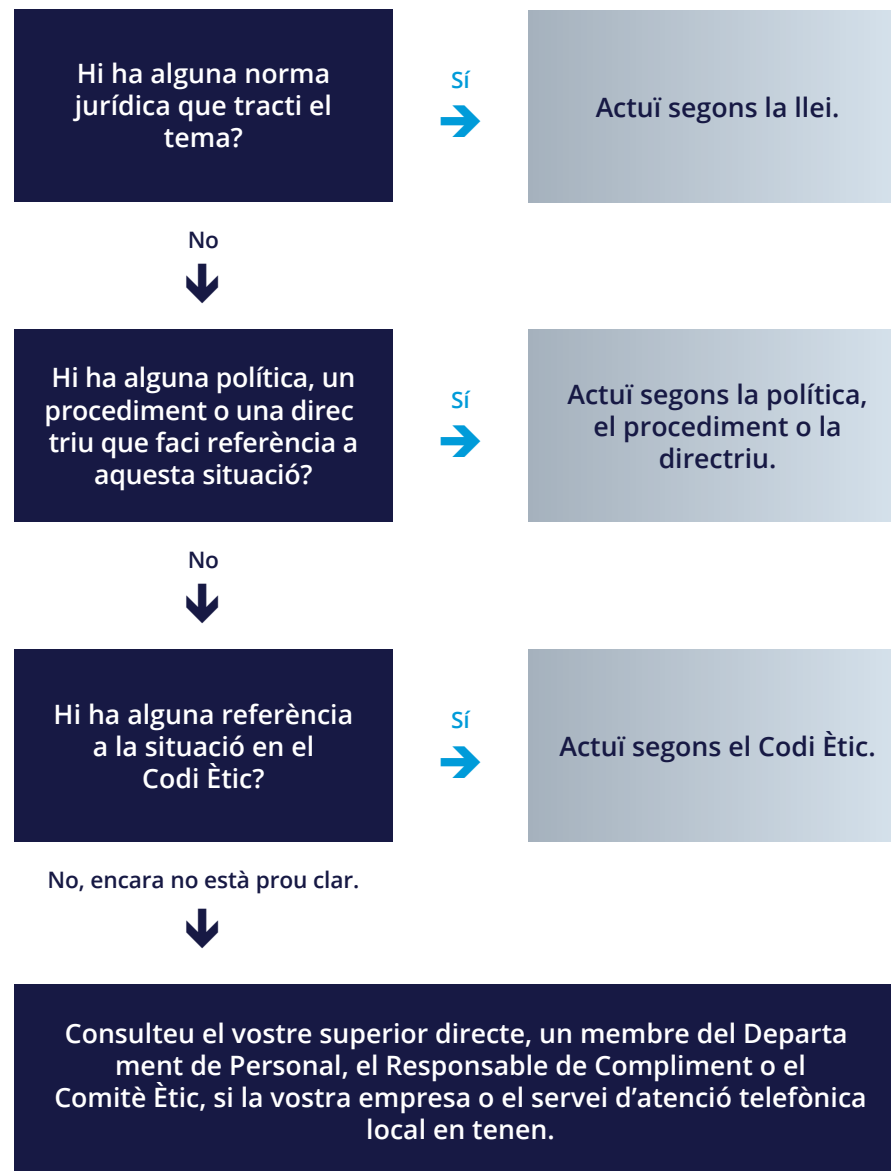 Hi ha alguna norma
jurídica que tracti el
tema?
Sí
Actuï segons la llei.
No
Hi ha alguna política, un
procediment o una direc
triu que faci referència a
aquesta situació?
Sí
Actuï segons la política,
el procediment o la
directriu.
No
Hi ha alguna referència
a la situació en el
Codi Ètic?
Sí
Actuï segons el Codi Ètic.
No, encara no està prou clar.
Consulteu el vostre superior directe, un membre del Departa
ment de Personal, el Responsable de Compliment o el
Comitè Ètic, si la vostra empresa o el servei d’atenció telefònica
local en tenen.